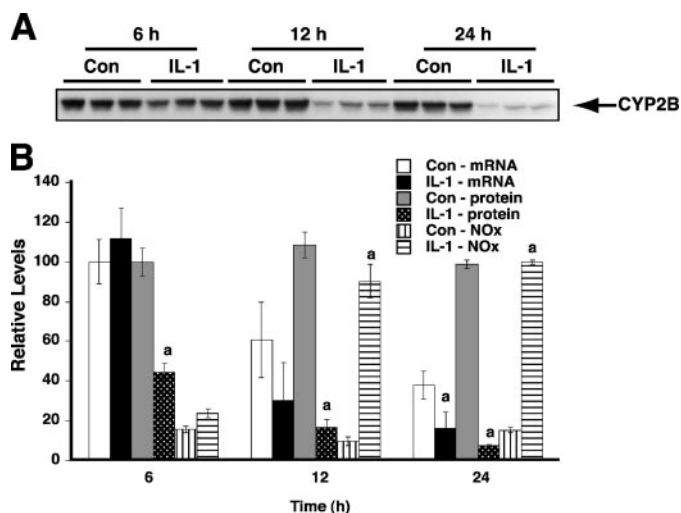 A
6 h 12 h 24 h
Con IL-1 Con IL-1 Con IL-1
CYP2B
B
Con - mRNA
IL-1 - mRNA
Con - protein
IL-1 - protein
Con - NOx
IL-1 - NOx
140
120
100
80
60
40
20
0
Relative Levels
a
a
a
a
a
a
6 12 24
Time (h)